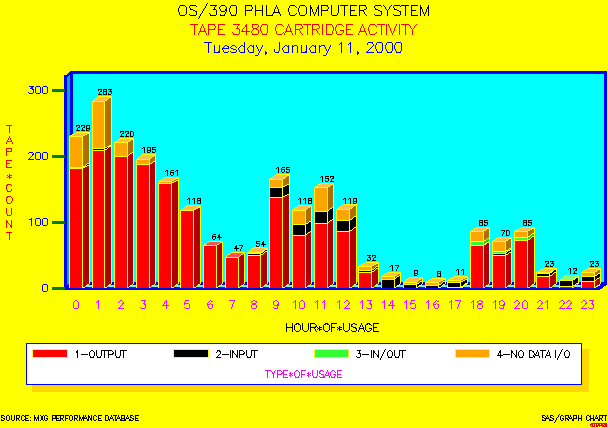 OS/390 PHLA COMPUTER SYSTEM
TAPE 3480 CARTRIDGE ACTIVITY
Tuesday, January 11, 2000
TAPE*COUNT
300
200
100
0
229 283 220 195 161 118 64 47 54 165 118 152 119 32 17 9 8 11 85 70 85 23 12 23
0 1 2 3 4 5 6 7 8 9 10 11 12 13 14 15 16 17 18 19 20 21 22 23
HOUR*OF*USAGE
1-OUTPUT 2-INPUT 3-IN/OUT 4-NO DATA I/O
TYPE*OF*USAGE
SOURCE: MXG PERFORMANCE DATABASE
SAS/GRAPH CHART